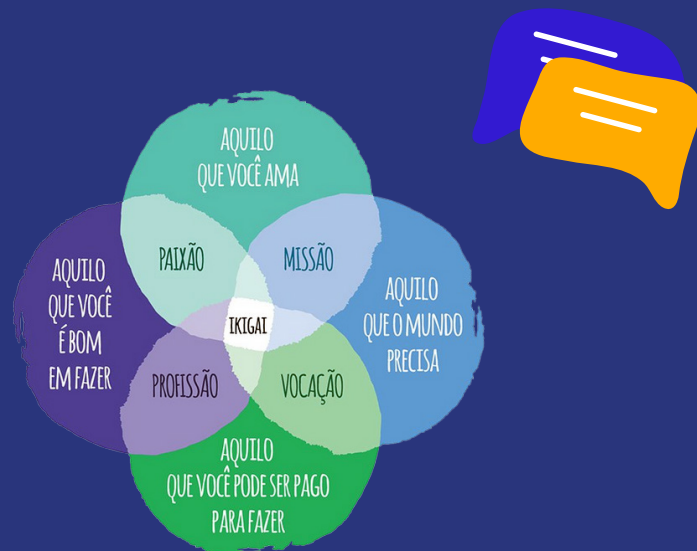 AQUILO
QUE VOCÊ AMA
PAIXÃO
MISSÃO
AQUILO
QUE VOCÊ
É BOM
EM FAZER
AQUILO
QUE O MUNDO
PRECISA
IKIGAI
PROFISSÃO
VOCAÇÃO
AQUILO
QUE VOCÊ PODE SER PAGO
PARA FAZER